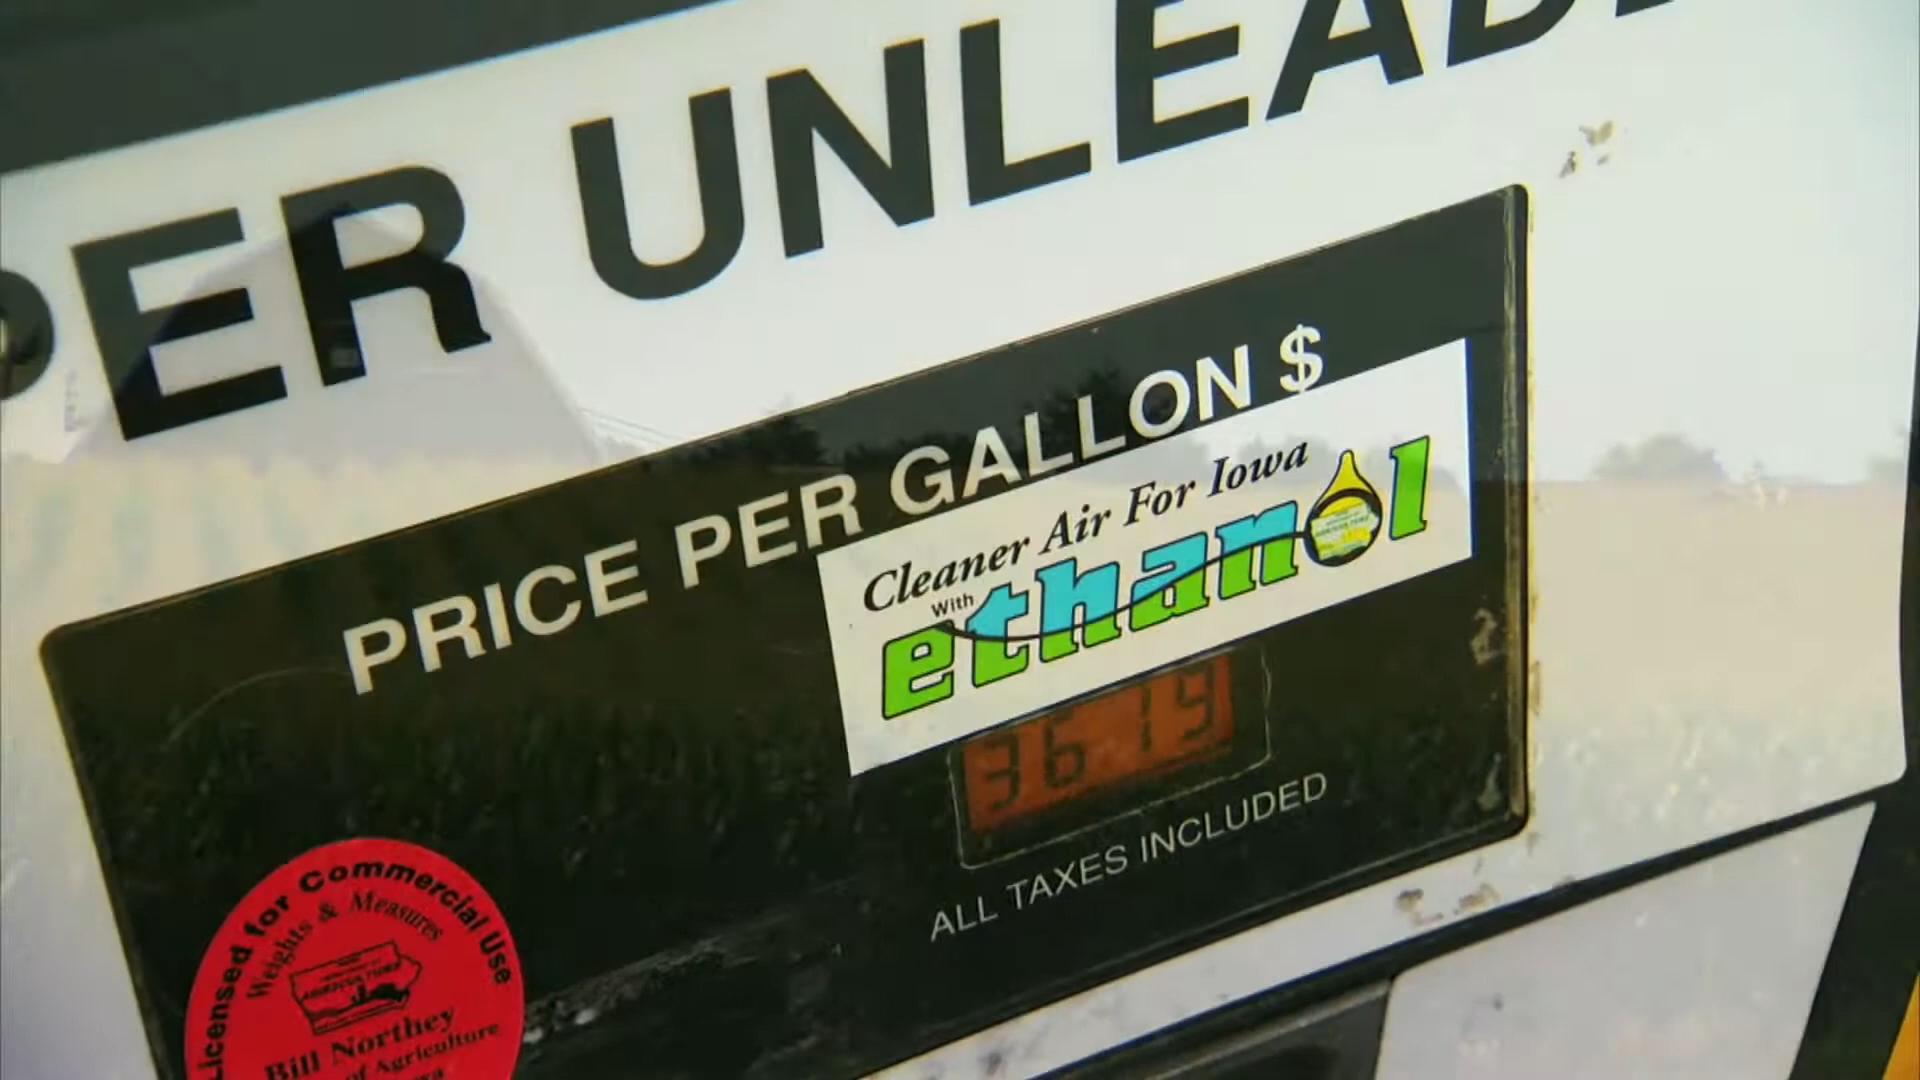 PER UNLEAD
PRICE PER GALLON $
Cleaner Air For Iowa
With
ethanol
3619
ALL TAXES INCLUDED
Licensed for Commercial Use
Weights & Measures
AGRICULTURE
Bill Northey
of Agriculture